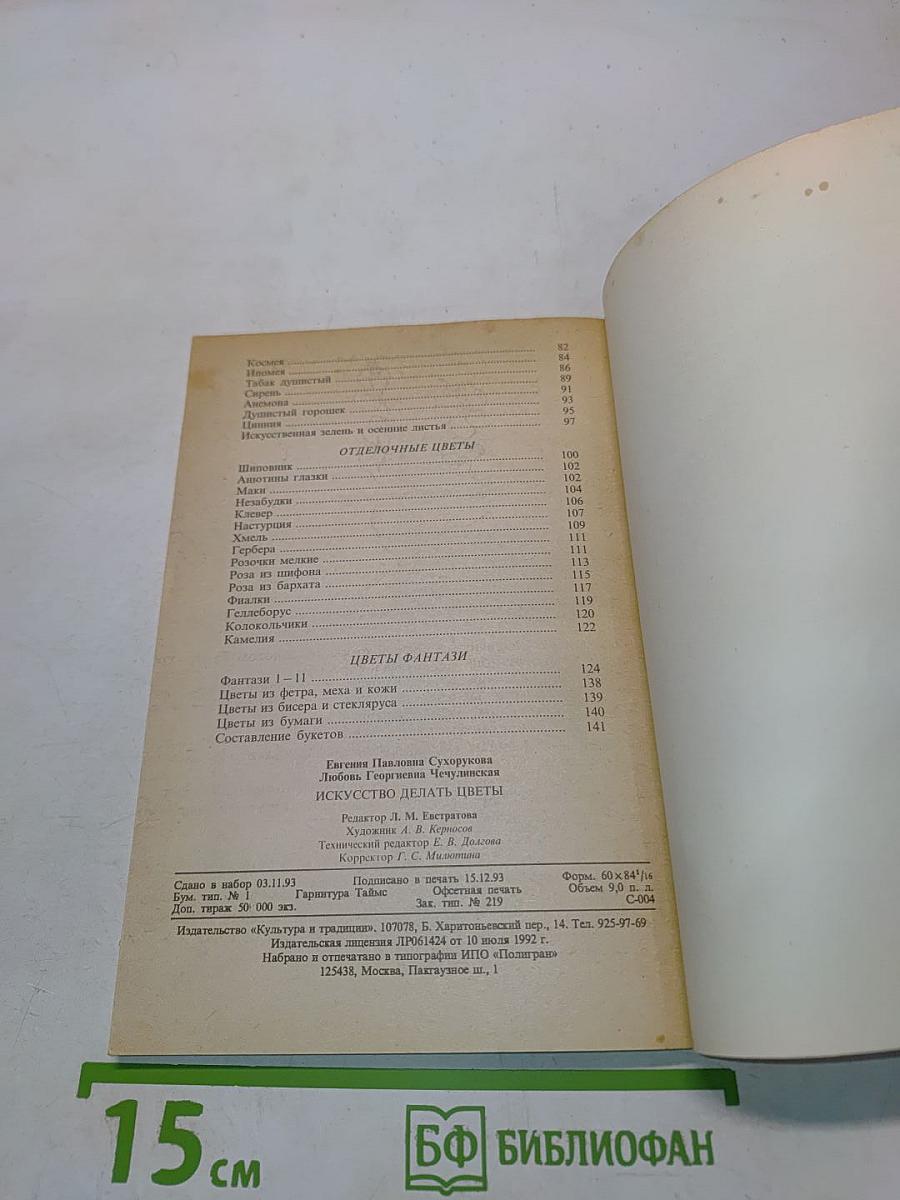 Космея 82
Ипомея 84
Табак душистый 86
Сирень 89
Анемона 91
Душистый горошек 93
Цинния 95
Искусственная зелень и осенние листья 97
ОТДЕЛОЧНЫЕ ЦВЕТЫ
Шиповник 100
Анютины глазки 102
Маки 102
Незабудки 104
Клевер 106
Настурция 107
Хмель 109
Гербера 111
Розочки мелкие 111
Роза из шифона 113
Роза из бархата 115
Фиалки 117
Геллеборус 119
Колокольчики 120
Камелия 122
ЦВЕТЫ ФАНТАЗИ
Фантази 1—11 124
Цветы из фетра, меха и кожи 138
Цветы из бисера и стекляруса 139
Цветы из бумаги 140
Составление букетов 141
Евгения Павловна Сухорукова
Любовь Георгиевна Чечулинская
ИСКУССТВО ДЕЛАТЬ ЦВЕТЫ
Редактор Л. М. Евстратова
Художник А. В. Керносов
Технический редактор Е. В. Долгова
Корректор Г. С. Милютина
Сдано в набор 03.11.93 Подписано в печать 15.12.93 Форм. 60×84¹/₁₆
Бум. тип. № 1 Гарнитура Таймс Офсетная печать Объем 9,0 п. л.
Доп. тираж 50 000 экз. Зак. тип. № 219 С-004
Издательство «Культура и традиции». 107078, Б. Харитоньевский пер., 14. Тел. 925-97-69
Издательская лицензия ЛР061424 от 10 июля 1992 г.
Набрано и отпечатано в типографии ИПО «Полигран»
125438, Москва, Пакгаузное ш., 1
15 см
БФ БИБЛИОФАН